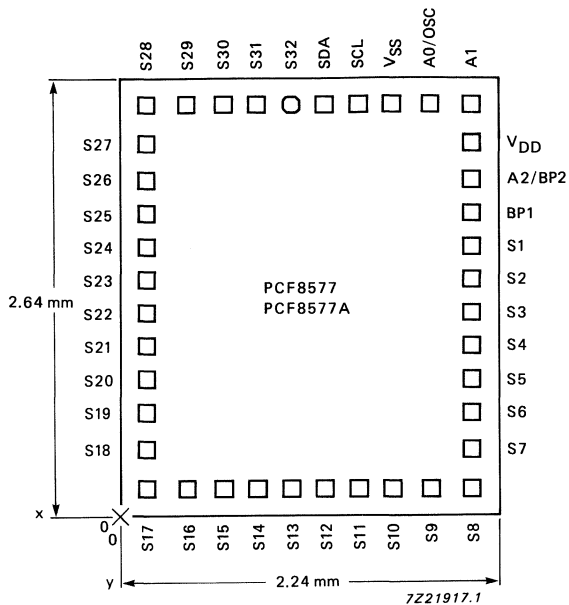 S28 S29 S30 S31 S32 SDA SCL VSS A0/OSC A1
S27 VDD
S26 A2/BP2
S25 BP1
S24 S1
S23 S2
PCF8577
PCF8577A
2.64 mm
S22 S3
S21 S4
S20 S5
S19 S6
S18 S7
x 0
0
S17 S16 S15 S14 S13 S12 S11 S10 S9 S8
y 2.24 mm
7Z21917.1